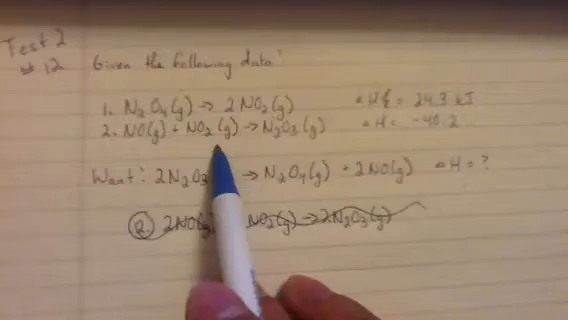 Test 2
#12 Given the following data:
1. N2O4(g) → 2NO2(g) ΔH = 24.3 kJ
2. NO(g) + NO2(g) → N2O3(g) ΔH = -40.2
Want: 2N2O3 → N2O4(g) + 2NO(g) ΔH = ?
② 2NO(g) NO2(g) → 2N2O3(g)